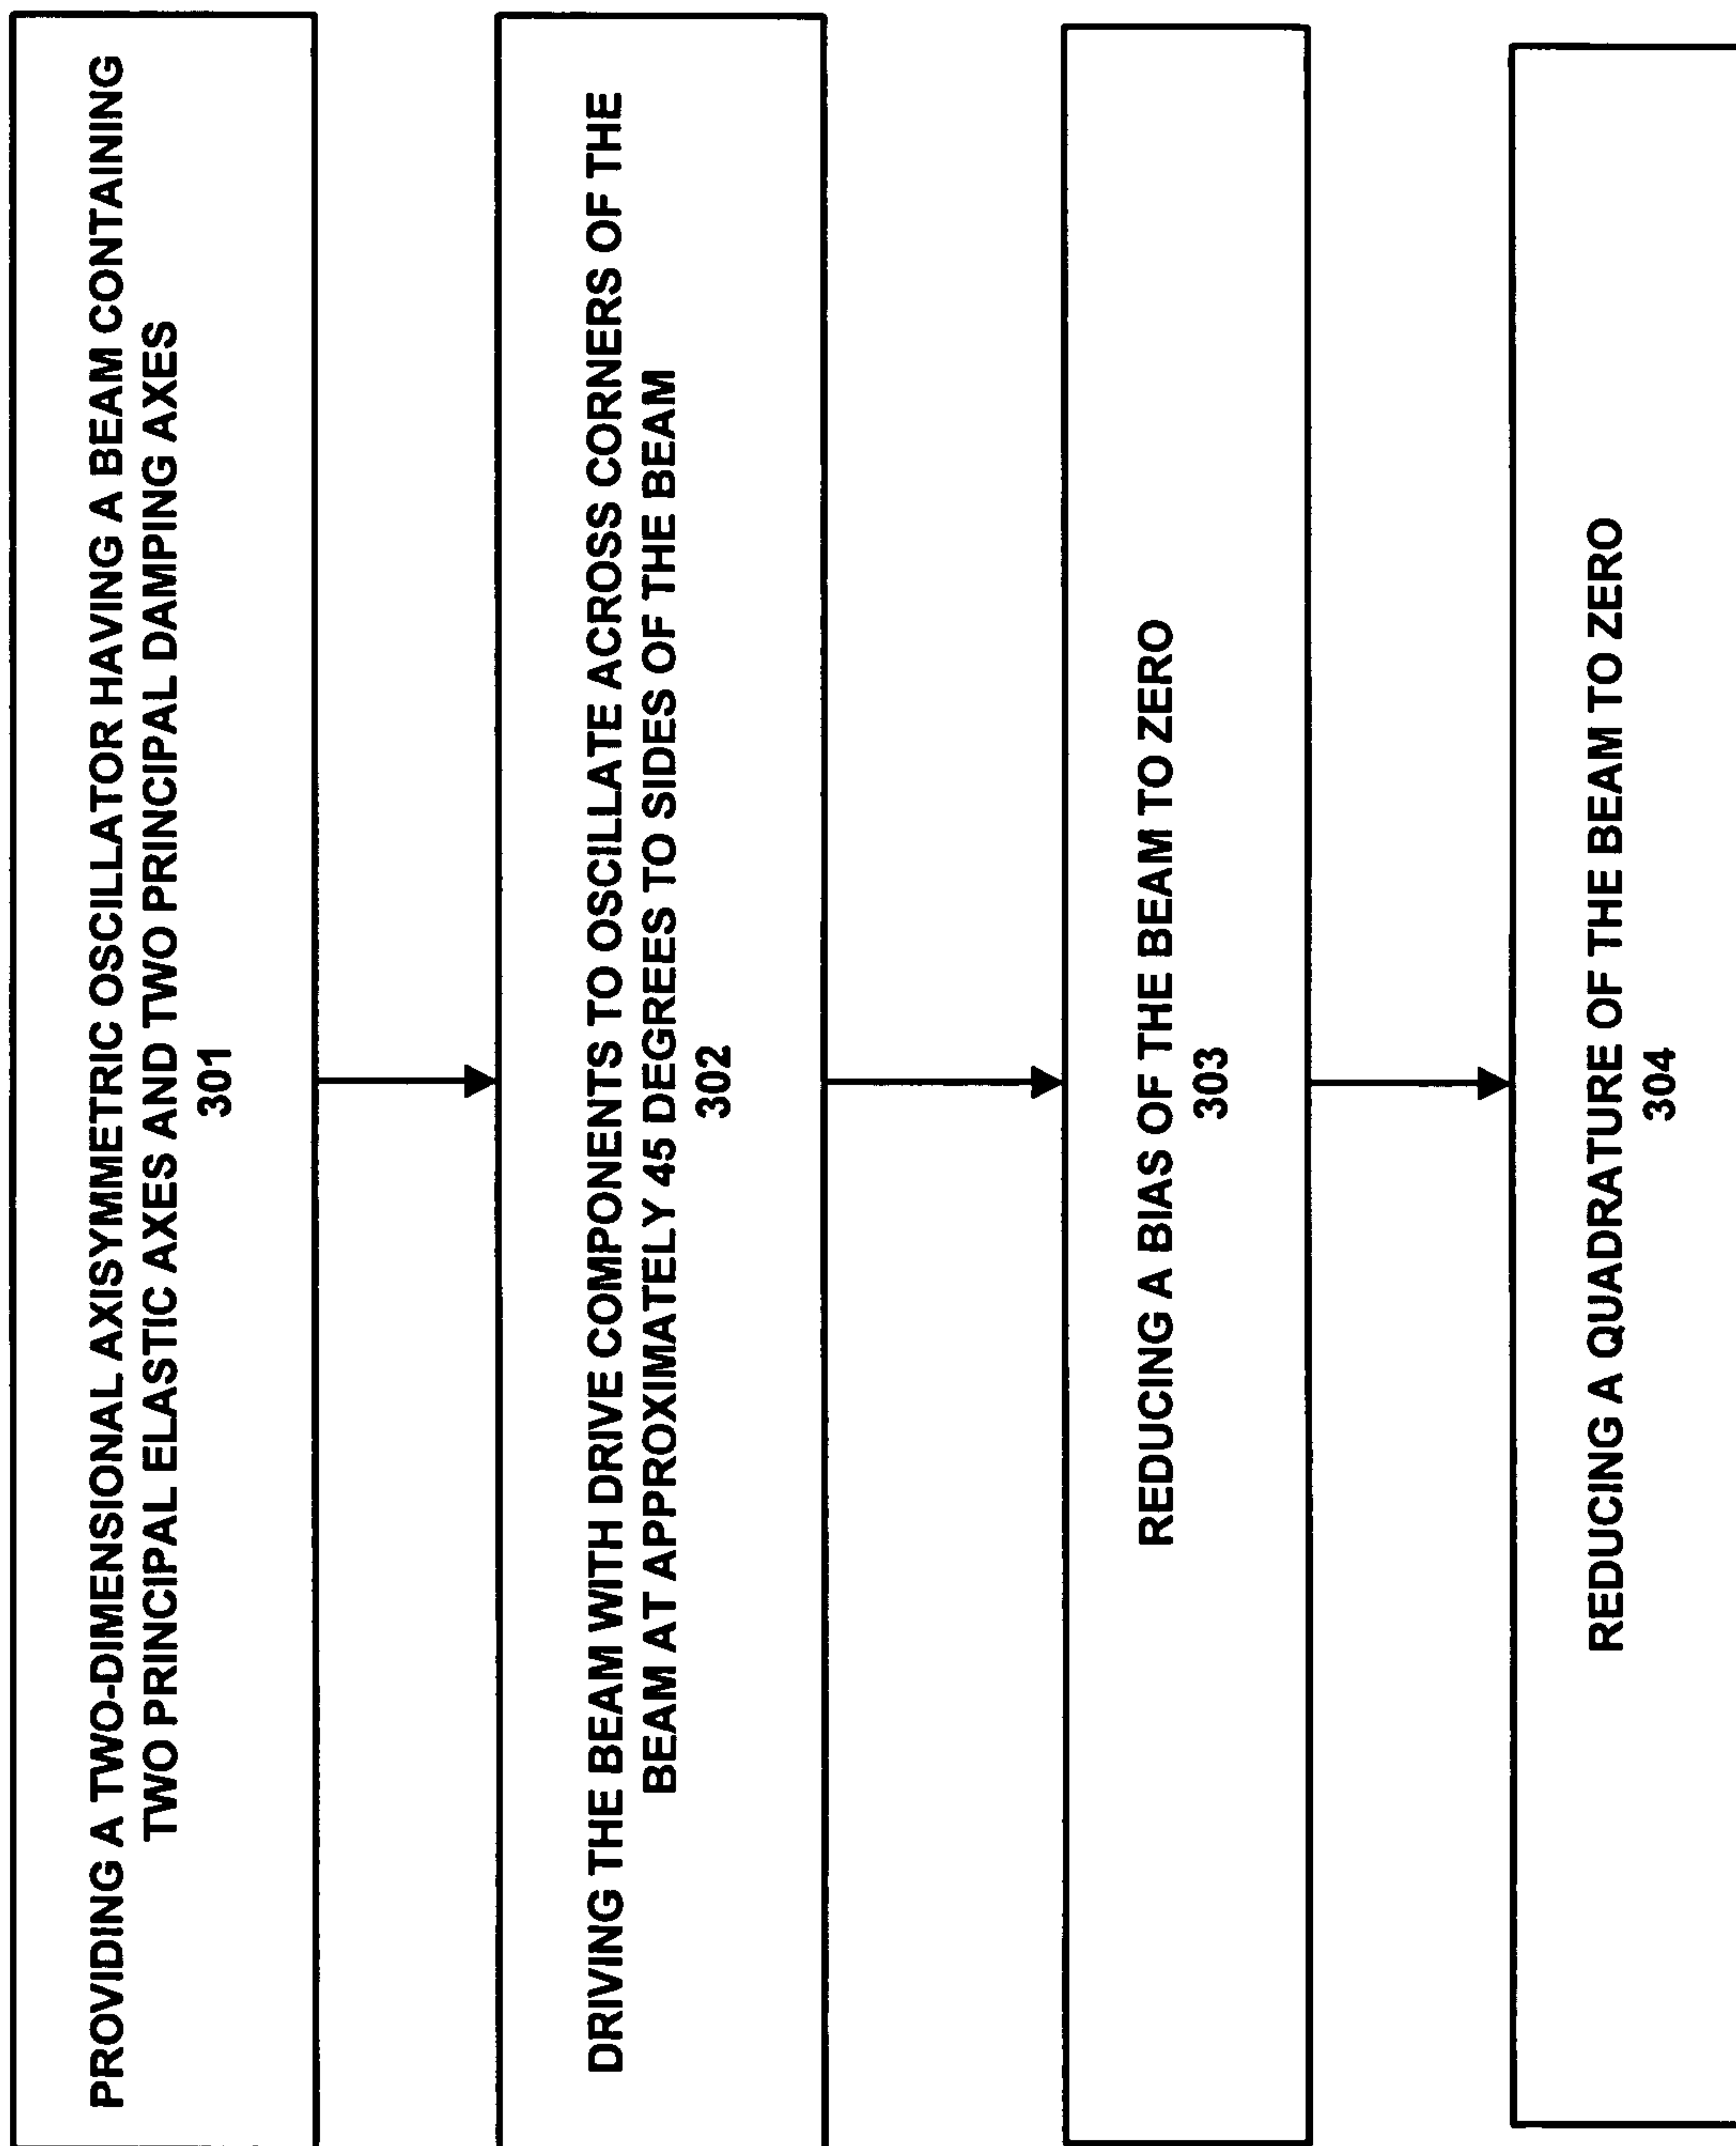 PROVIDING A TWO-DIMENSIONAL AXISYMMETRIC OSCILLATOR HAVING A BEAM CONTAINING
TWO PRINCIPAL ELASTIC AXES AND TWO PRINCIPAL DAMPING AXES
301
DRIVING THE BEAM WITH DRIVE COMPONENTS TO OSCILLATE ACROSS CORNERS OF THE
BEAM AT APPROXIMATELY 45 DEGREES TO SIDES OF THE BEAM
302
REDUCING A BIAS OF THE BEAM TO ZERO
303
REDUCING A QUADRATURE OF THE BEAM TO ZERO
304